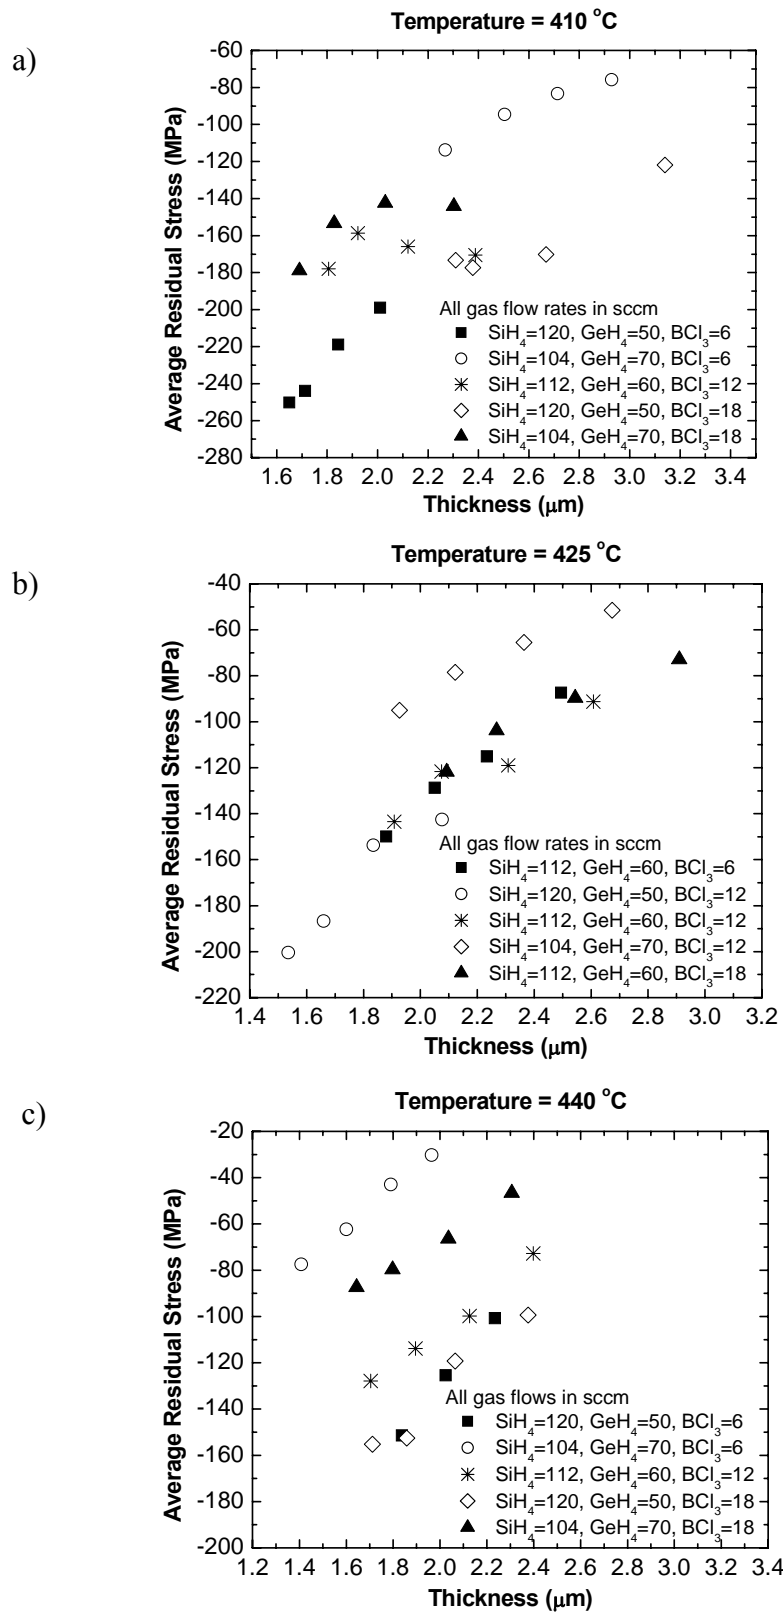 a)
Temperature = 410 °C
-60
-80
-100
-120
-140
-160
-180
-200
-220
-240
-260
-280
Average Residual Stress (MPa)
All gas flow rates in sccm
SiH₄=120, GeH₄=50, BCl₃=6
SiH₄=104, GeH₄=70, BCl₃=6
SiH₄=112, GeH₄=60, BCl₃=12
SiH₄=120, GeH₄=50, BCl₃=18
SiH₄=104, GeH₄=70, BCl₃=18
1.6 2.0 2.4 2.8 3.0 3.4
Thickness (μm)
b)
Temperature = 425 °C
-40
-60
-80
-100
-120
-140
-160
-180
-200
-220
Average Residual Stress (MPa)
All gas flow rates in sccm
SiH₄=112, GeH₄=60, BCl₃=6
SiH₄=120, GeH₄=50, BCl₃=12
SiH₄=112, GeH₄=60, BCl₃=12
SiH₄=104, GeH₄=70, BCl₃=12
SiH₄=112, GeH₄=60, BCl₃=18
1.4 1.6 1.8 2.0 2.2 2.4 2.6 2.8 3.0 3.2
Thickness (μm)
c)
Temperature = 440 °C
-20
-40
-60
-80
-100
-120
-140
-160
-180
-200
Average Residual Stress (MPa)
All gas flows in sccm
SiH₄=120, GeH₄=50, BCl₃=6
SiH₄=104, GeH₄=70, BCl₃=6
SiH₄=112, GeH₄=60, BCl₃=12
SiH₄=120, GeH₄=50, BCl₃=18
SiH₄=104, GeH₄=70, BCl₃=18
1.2 1.4 1.6 1.8 2.0 2.2 2.4 2.6 2.8 3.0 3.2 3.4
Thickness (μm)